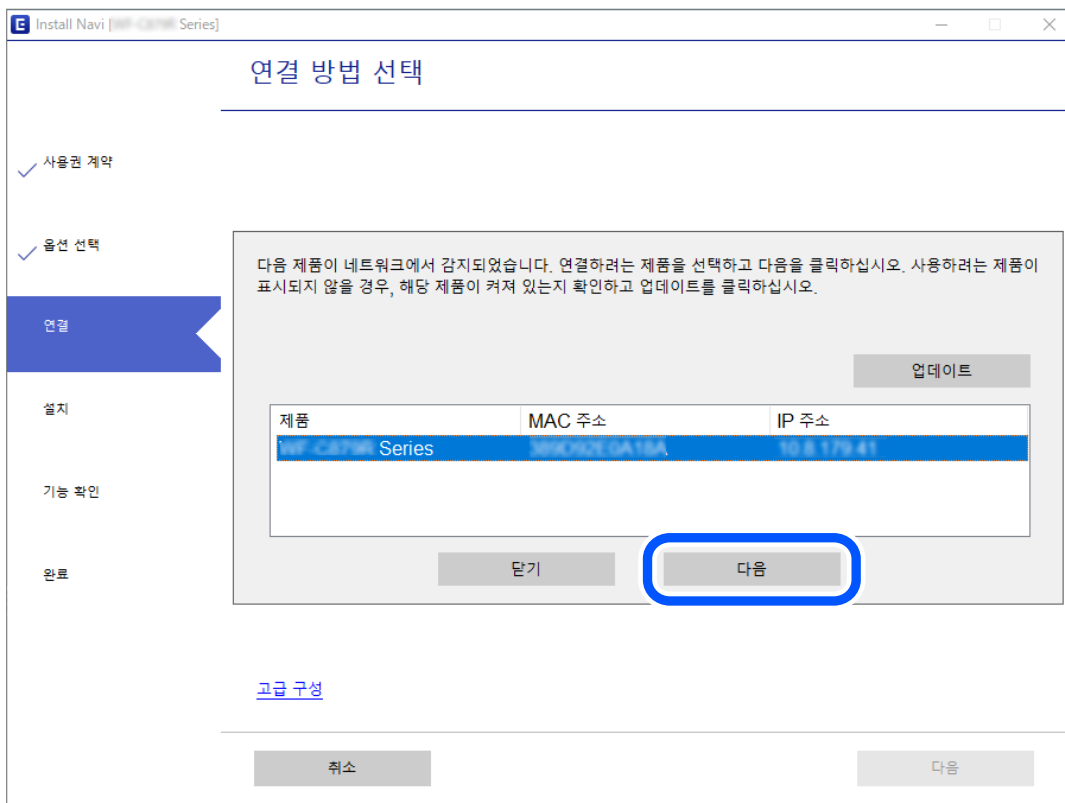 Install Navi [ Series]
연결 방법 선택
사용권 계약
옵션 선택
연결
설치
기능 확인
완료
다음 제품이 네트워크에서 감지되었습니다. 연결하려는 제품을 선택하고 다음을 클릭하십시오. 사용하려는 제품이
표시되지 않을 경우, 해당 제품이 켜져 있는지 확인하고 업데이트를 클릭하십시오.
업데이트
제품 MAC 주소 IP 주소
Series
닫기 다음
고급 구성
취소 다음